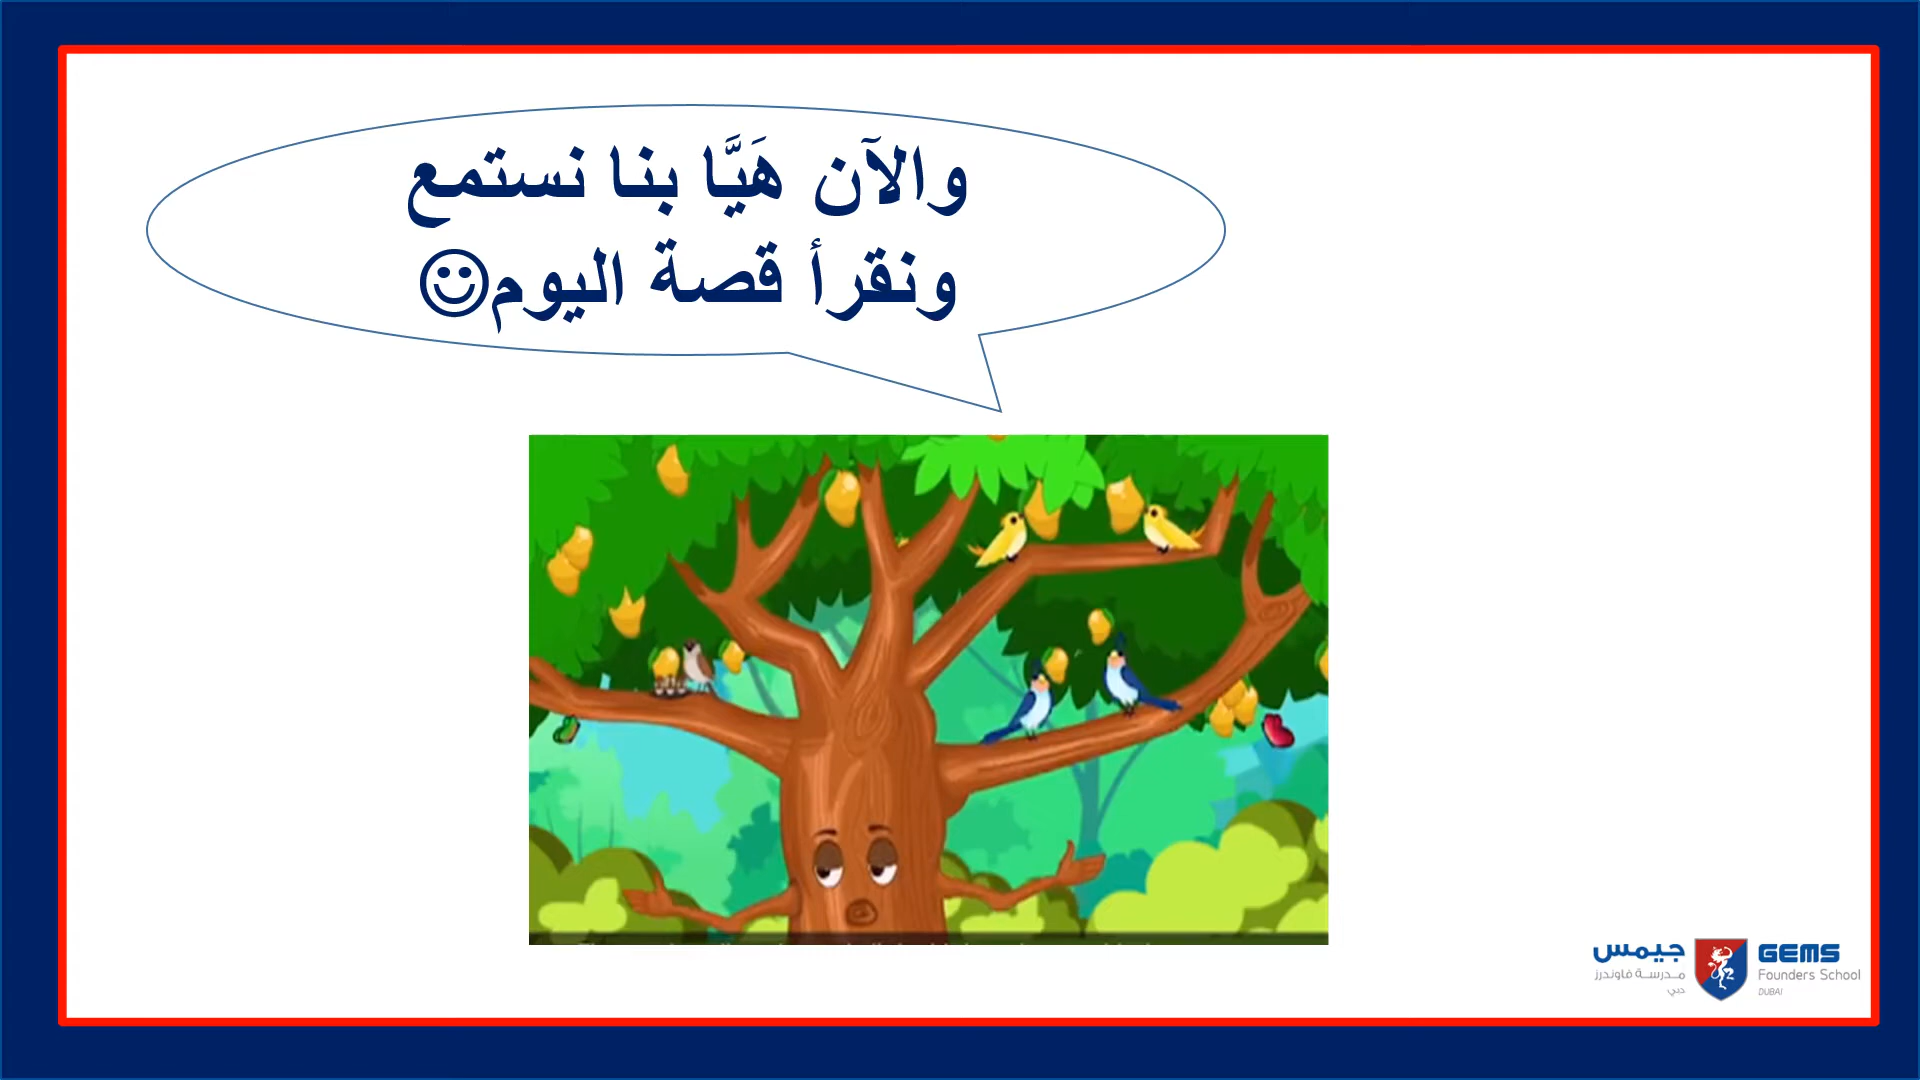 والآن هَيَّا بنا نستمع
ونقرأ قصة اليوم☺
جيمس
مدرسة فاوندرز
دبي
GEMS
Founders School
DUBAI